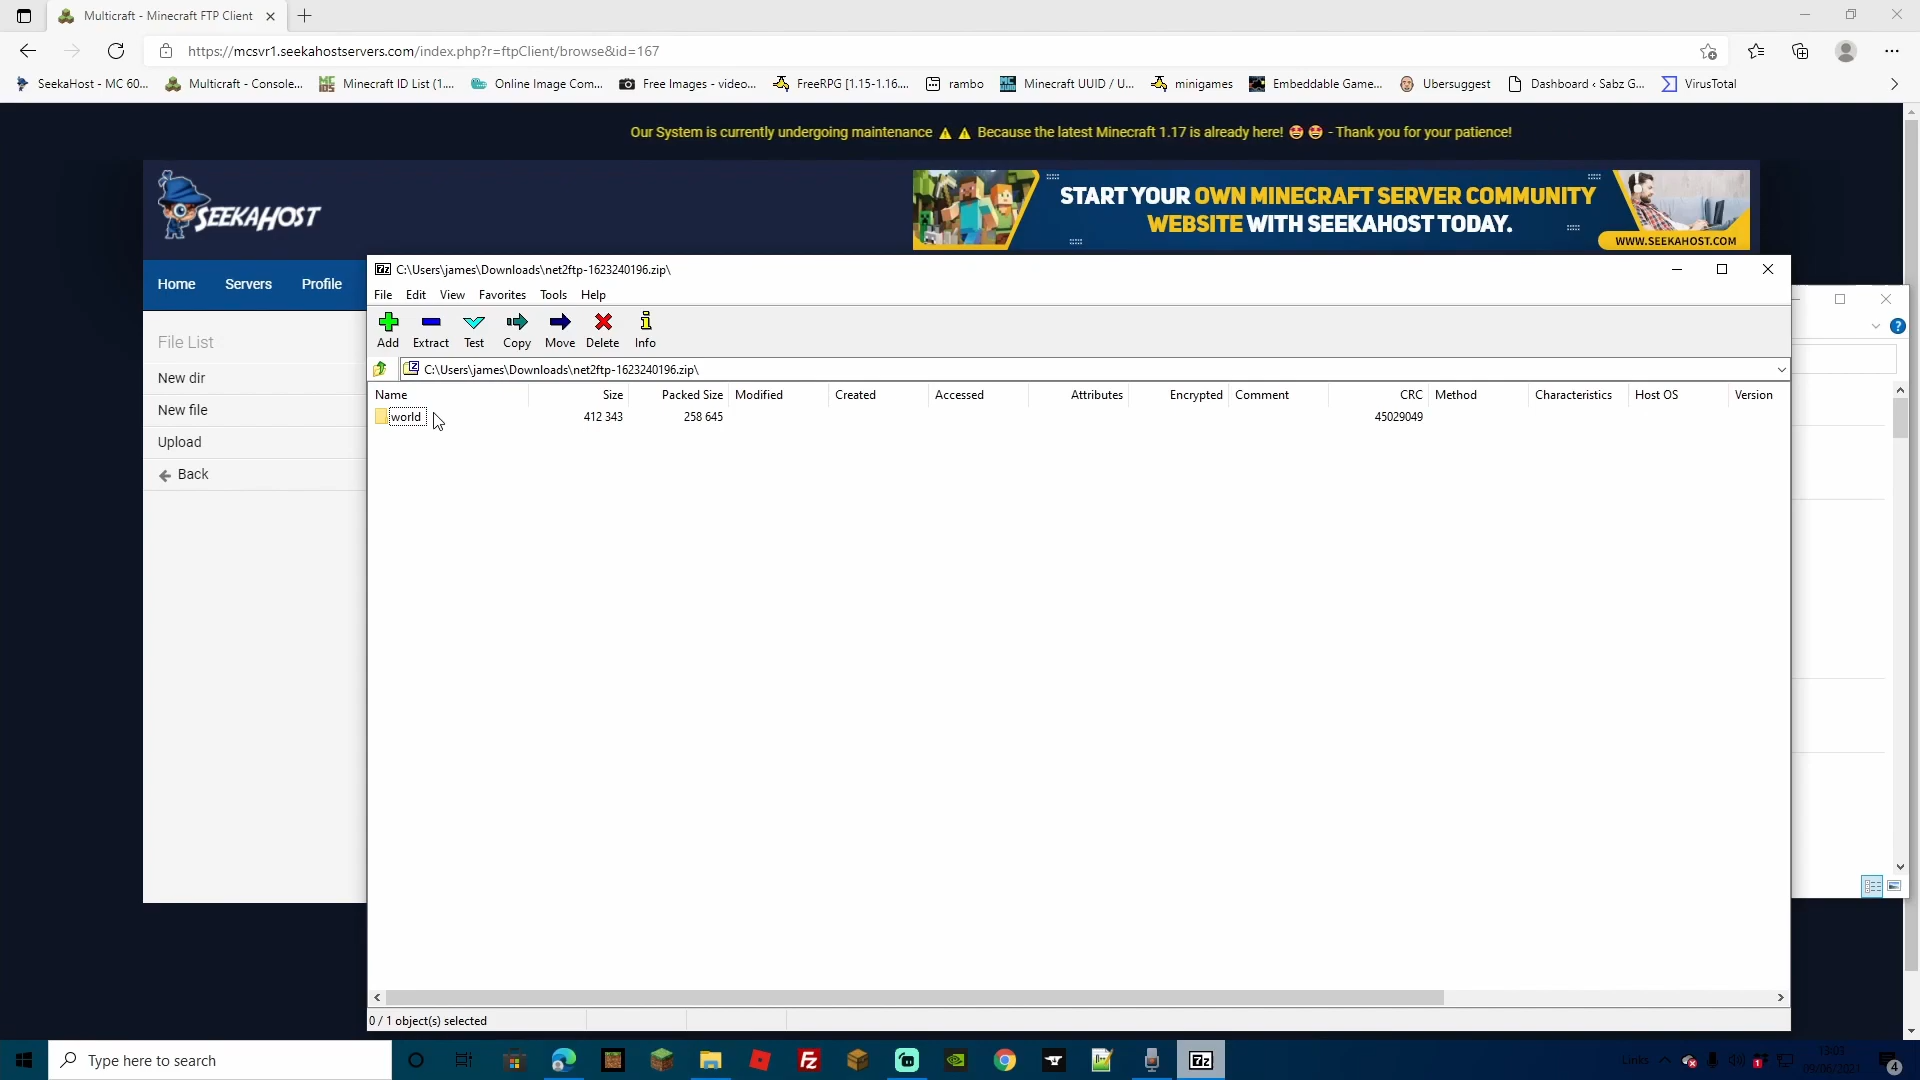 Multicraft - Minecraft FTP Client
https://mcsvr1.seekahostservers.com/index.php?r=ftpClient/browse&id=167
SeekaHost - MC 60...
Multicraft - Console...
Minecraft ID List (1....
Online Image Com...
Free Images - video...
FreeRPG [1.15-1.16....
rambo
Minecraft UUID / U...
minigames
Embeddable Game...
Ubersuggest
Dashboard ‹ Sabz G...
VirusTotal
Our System is currently undergoing maintenance ⚠ ⚠ Because the latest Minecraft 1.17 is already here! 🤩 🤩 - Thank you for your patience!
SEEKAHOST
START YOUR OWN MINECRAFT SERVER COMMUNITY
WEBSITE WITH SEEKAHOST TODAY.
WWW.SEEKAHOST.COM
Home Servers Profile
File List
New dir
New file
Upload
Back
C:\Users\james\Downloads\net2ftp-1623240196.zip\
File Edit View Favorites Tools Help
Add Extract Test Copy Move Delete Info
C:\Users\james\Downloads\net2ftp-1623240196.zip\
Name Size Packed Size Modified Created Accessed Attributes Encrypted Comment CRC Method Characteristics Host OS Version
world 412 343 258 645 45029049
0 / 1 object(s) selected
Type here to search
Links
13:03
09/06/2021
4